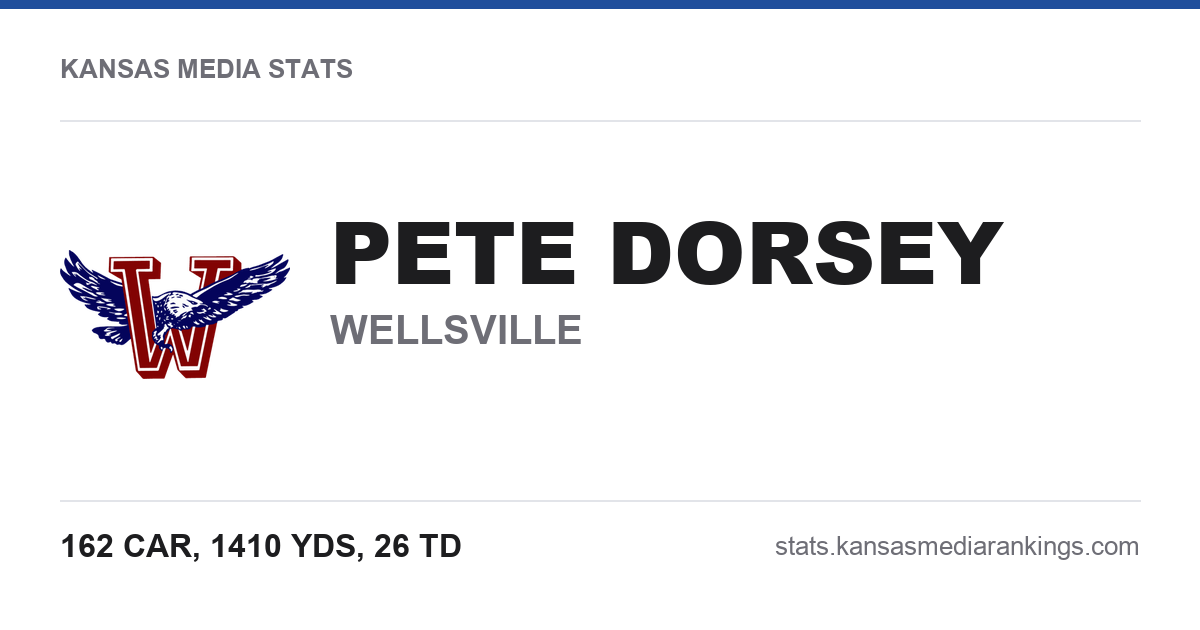 KANSAS MEDIA STATS
W
PETE DORSEY
WELLSVILLE
162 CAR, 1410 YDS, 26 TD
stats.kansasmediarankings.com